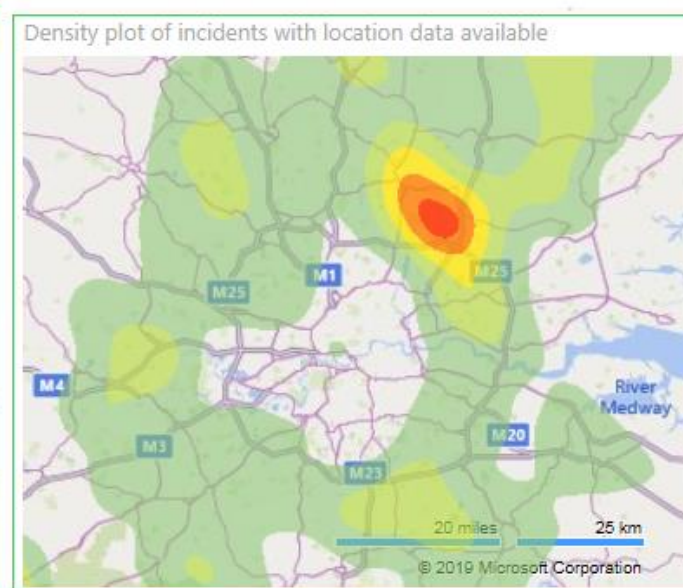 Density plot of incidents with location data available
M1
M25
M25
M4
River
Medway
M20
M3
M23
20 miles 25 km
© 2019 Microsoft Corporation